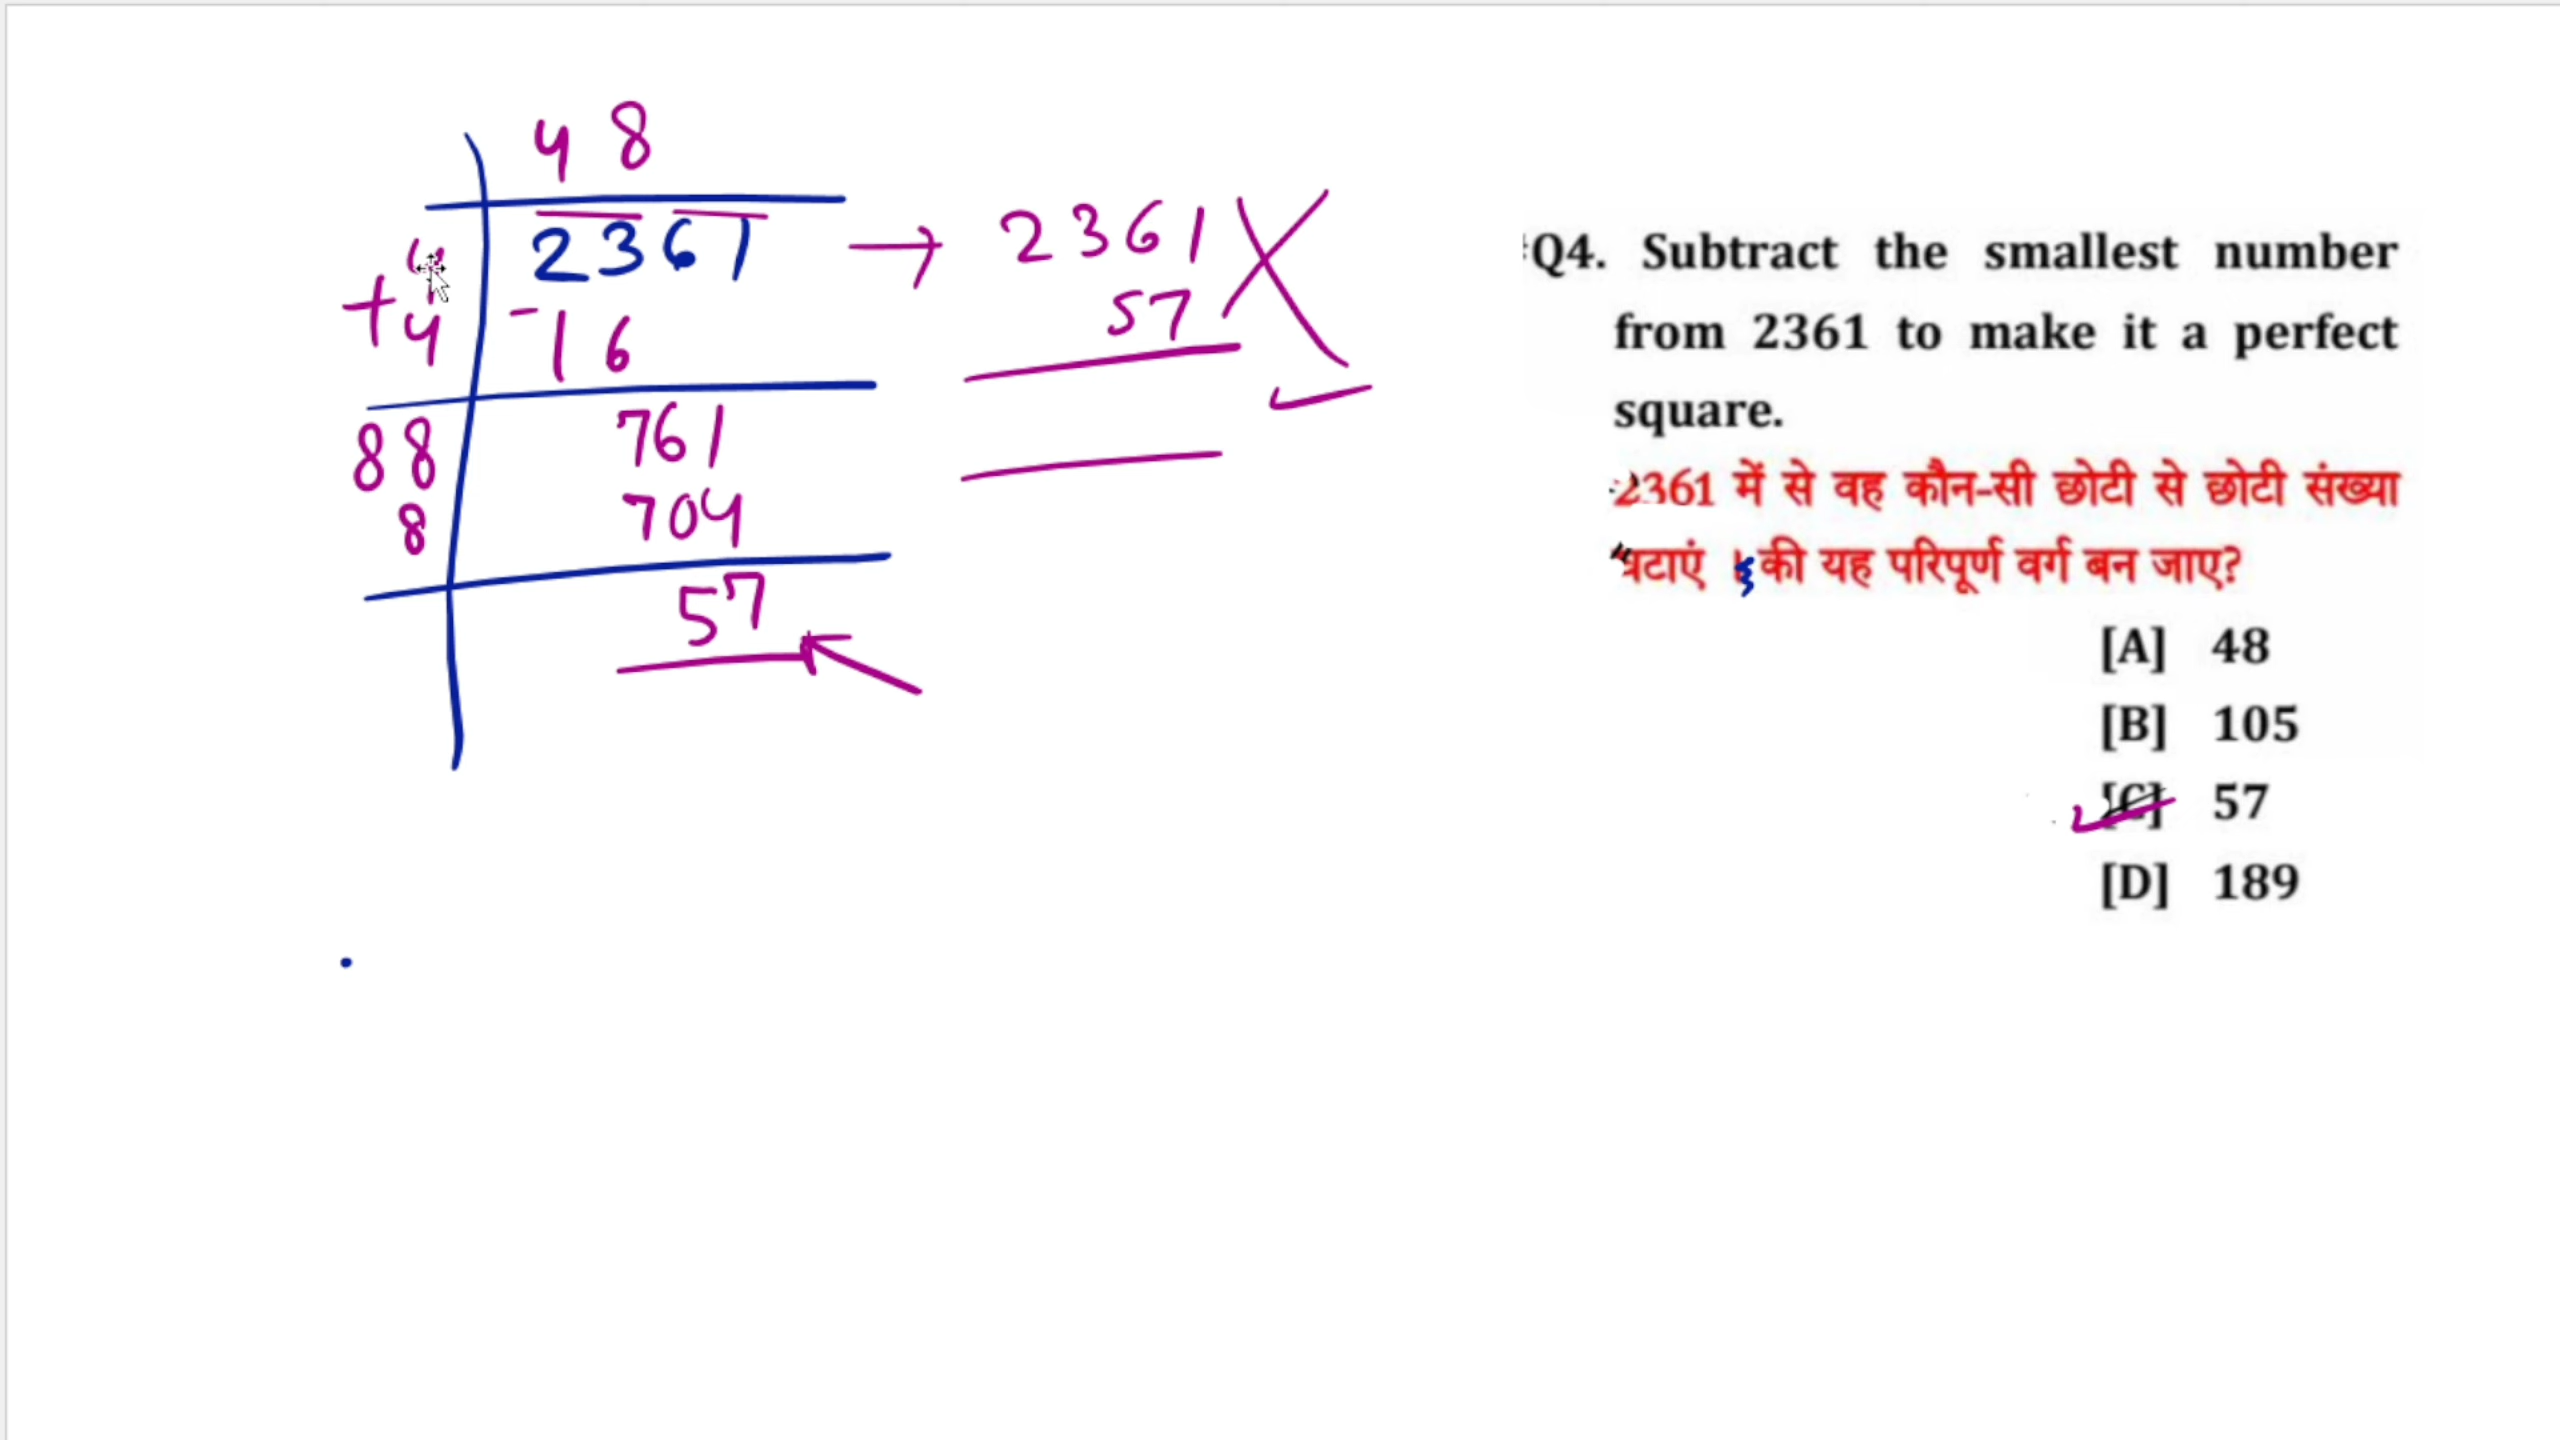 48
4 2361 → 2361
+4 -16 57
88 761
8 704
57
Q4. Subtract the smallest number
from 2361 to make it a perfect
square.
2361 में से वह कौन-सी छोटी से छोटी संख्या
घटाएं की यह परिपूर्ण वर्ग बन जाए?
[A] 48
[B] 105
[C] 57
[D] 189